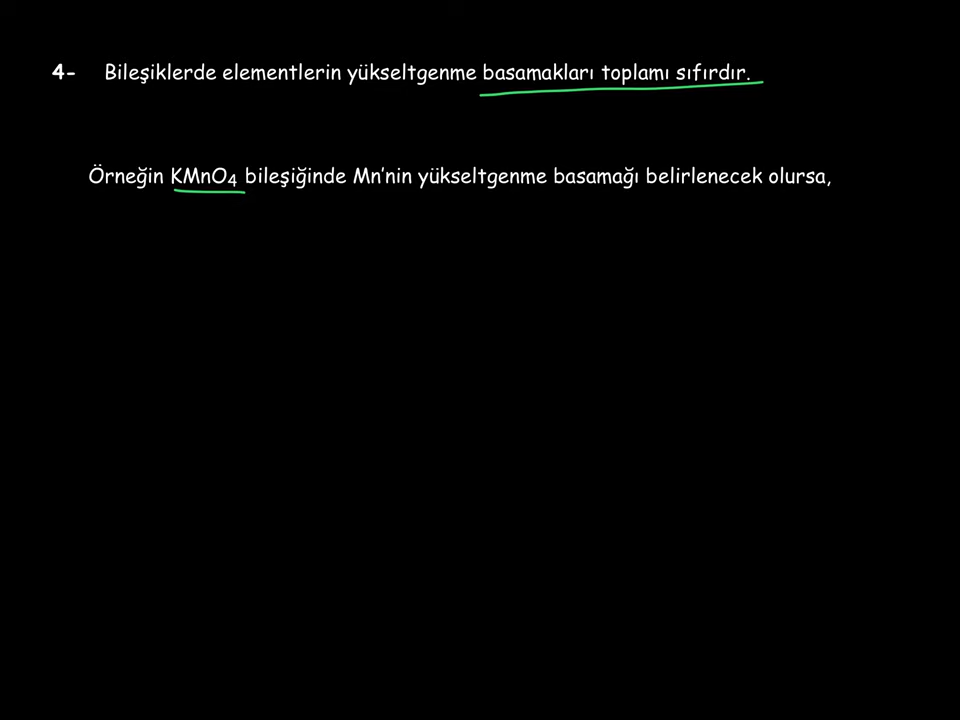 4- Bileşiklerde elementlerin yükseltgenme basamakları toplamı sıfırdır.
Örneğin KMnO₄ bileşiğinde Mn'nin yükseltgenme basamağı belirlenecek olursa,